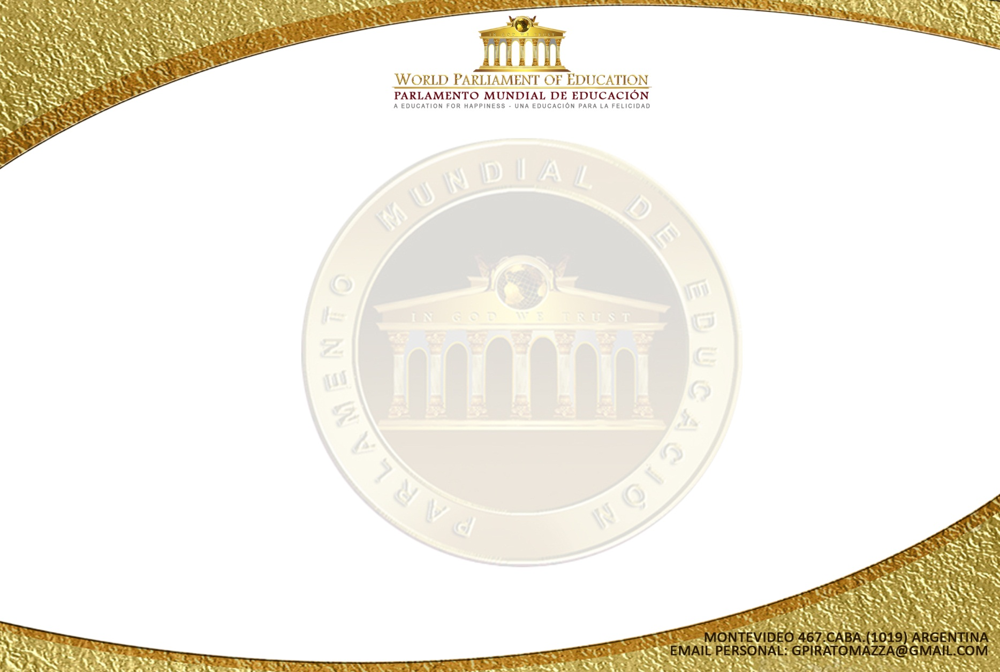 IN GOD WE TRUST
WORLD PARLIAMENT OF EDUCATION
PARLAMENTO MUNDIAL DE EDUCACIÓN
A EDUCATION FOR HAPPINESS - UNA EDUCACIÓN PARA LA FELICIDAD
PARLAMENTO MUNDIAL DE EDUCACIÓN
IN GOD WE TRUST
MONTEVIDEO 467.CABA.(1019) ARGENTINA
EMAIL PERSONAL: GPIRATOMAZZA@GMAIL.COM